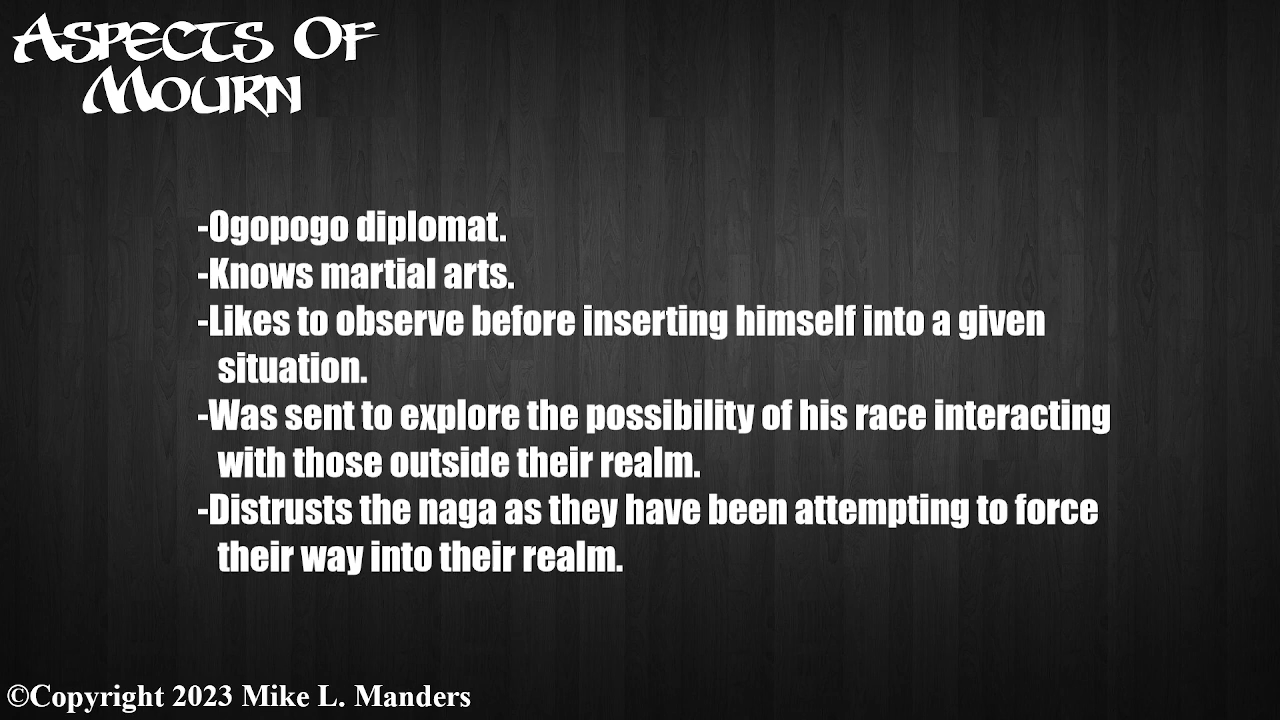 Aspects Of
Mourn
-Ogopogo diplomat.
-Knows martial arts.
-Likes to observe before inserting himself into a given
situation.
-Was sent to explore the possibility of his race interacting
with those outside their realm.
-Distrusts the naga as they have been attempting to force
their way into their realm.
©Copyright 2023 Mike L. Manders